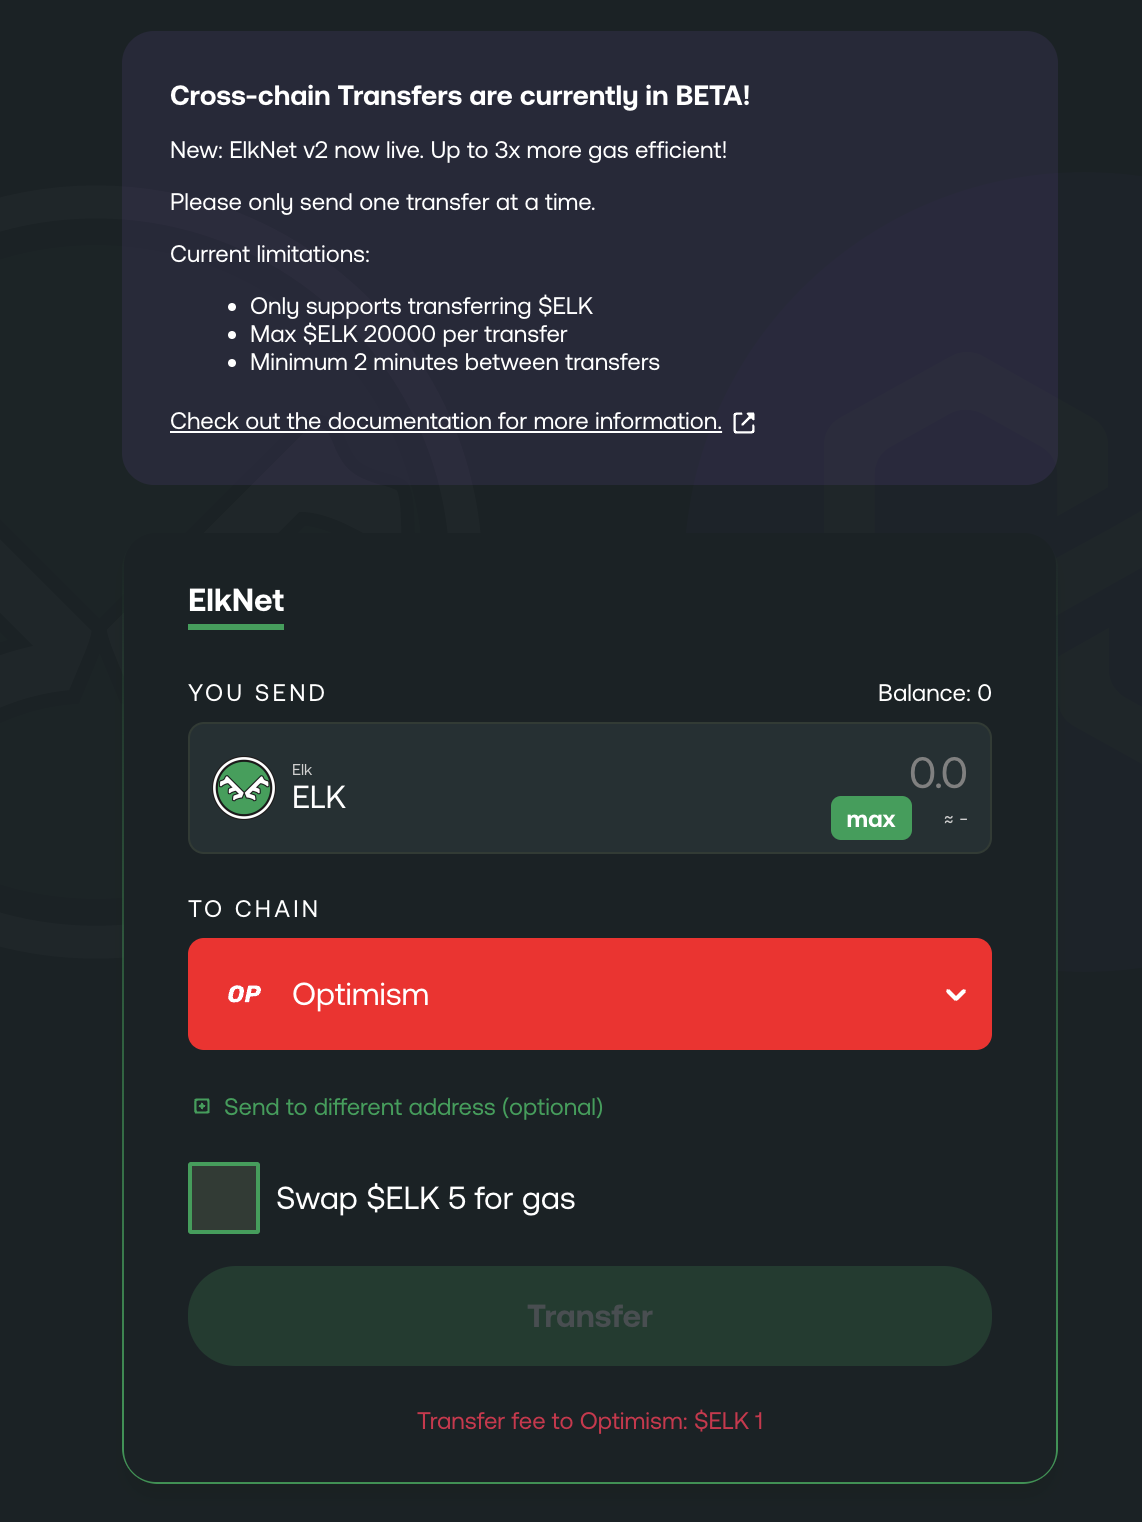 Cross-chain Transfers are currently in BETA!
New: ElkNet v2 now live. Up to 3x more gas efficient!
Please only send one transfer at a time.
Current limitations:
• Only supports transferring $ELK
• Max $ELK 20000 per transfer
• Minimum 2 minutes between transfers
Check out the documentation for more information.
ElkNet
YOU SEND
Balance: 0
Elk
ELK
0.0
max
≈ -
TO CHAIN
OP Optimism
Send to different address (optional)
Swap $ELK 5 for gas
Transfer
Transfer fee to Optimism: $ELK 1